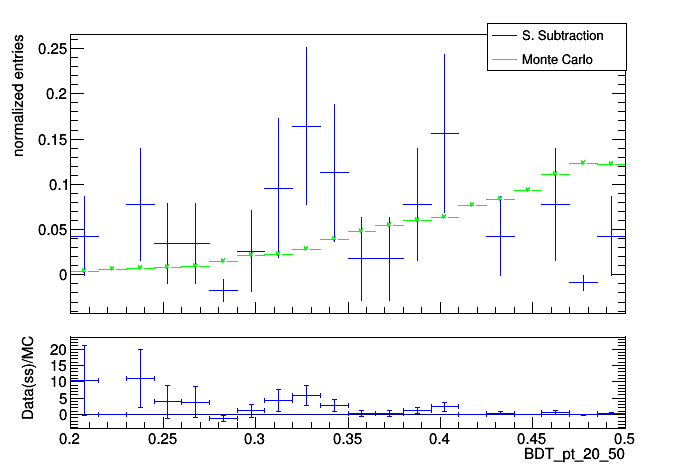 S. Subtraction
Monte Carlo
normalized entries
0.25
0.2
0.15
0.1
0.05
0
Data(ss)/MC
20
15
10
5
0
0.2 0.25 0.3 0.35 0.4 0.45 0.5
BDT_pt_20_50